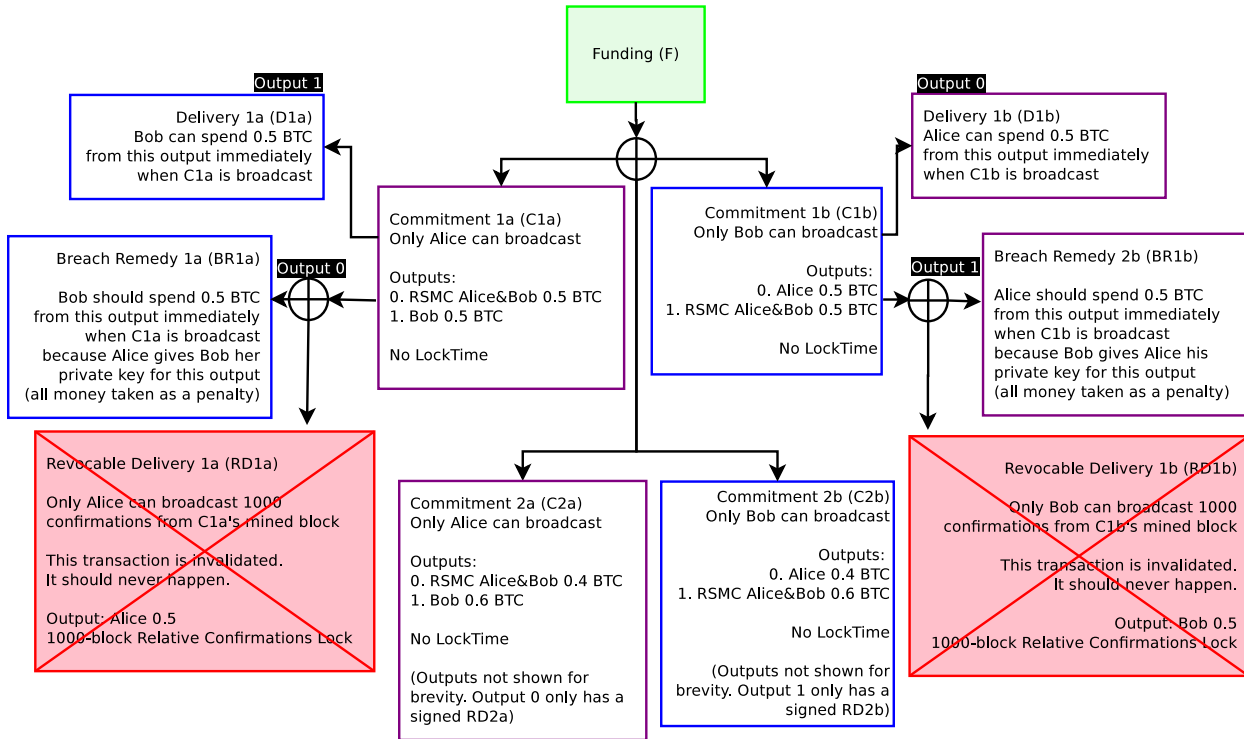 Funding (F)
Output 1
Delivery 1a (D1a)
Bob can spend 0.5 BTC
from this output immediately
when C1a is broadcast
Output 0
Delivery 1b (D1b)
Alice can spend 0.5 BTC
from this output immediately
when C1b is broadcast
Commitment 1a (C1a)
Only Alice can broadcast
Outputs:
0. RSMC Alice&Bob 0.5 BTC
1. Bob 0.5 BTC
No LockTime
Commitment 1b (C1b)
Only Bob can broadcast
Outputs:
0. Alice 0.5 BTC
1. RSMC Alice&Bob 0.5 BTC
No LockTime
Output 0
Breach Remedy 1a (BR1a)
Bob should spend 0.5 BTC
from this output immediately
when C1a is broadcast
because Alice gives Bob her
private key for this output
(all money taken as a penalty)
Output 1
Breach Remedy 2b (BR1b)
Alice should spend 0.5 BTC
from this output immediately
when C1b is broadcast
because Bob gives Alice his
private key for this output
(all money taken as a penalty)
Revocable Delivery 1a (RD1a)
Only Alice can broadcast 1000
confirmations from C1a's mined block
This transaction is invalidated.
It should never happen.
Output: Alice 0.5
1000-block Relative Confirmations Lock
Commitment 2a (C2a)
Only Alice can broadcast
Outputs:
0. RSMC Alice&Bob 0.4 BTC
1. Bob 0.6 BTC
No LockTime
(Outputs not shown for
brevity. Output 0 only has a
signed RD2a)
Commitment 2b (C2b)
Only Bob can broadcast
Outputs:
0. Alice 0.4 BTC
1. RSMC Alice&Bob 0.6 BTC
No LockTime
(Outputs not shown for
brevity. Output 1 only has a
signed RD2b)
Revocable Delivery 1b (RD1b)
Only Bob can broadcast 1000
confirmations from C1b's mined block
This transaction is invalidated.
It should never happen.
Output: Bob 0.5
1000-block Relative Confirmations Lock